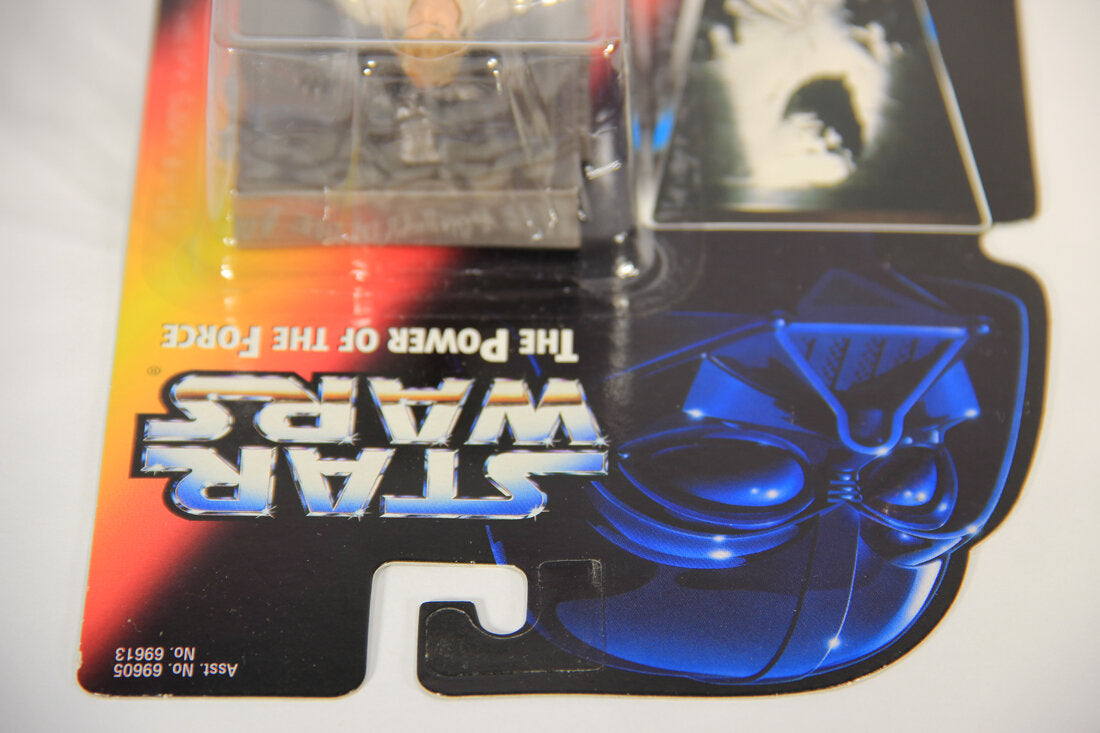 Asst. No. 69605
No. 69613
STAR
WARS®
THE POWER OF THE FORCE